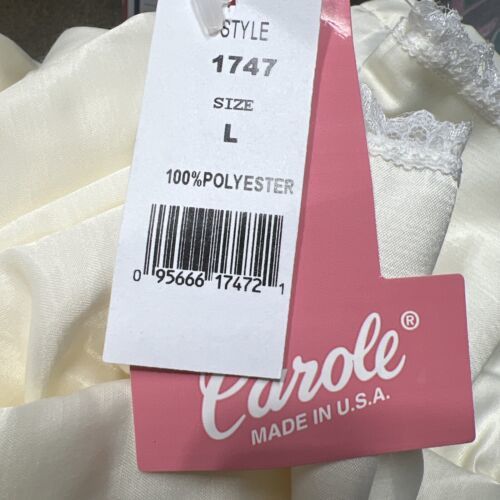 STYLE
1747
SIZE
L
100%POLYESTER
0 95666 17472 1
Carole®
MADE IN U.S.A.